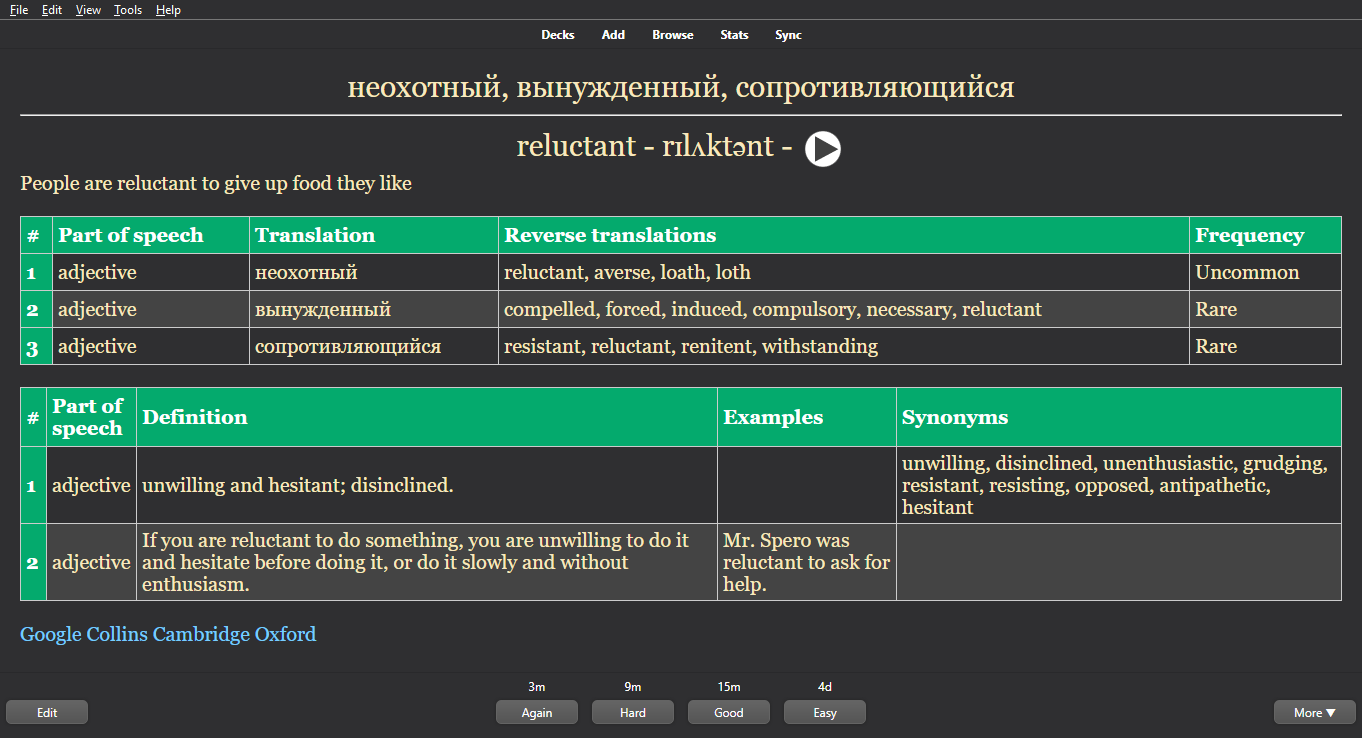 File Edit View Tools Help
Decks Add Browse Stats Sync
неохотный, вынужденный, сопротивляющийся
reluctant - rɪlʌktənt -
People are reluctant to give up food they like
# Part of speech Translation Reverse translations Frequency
1 adjective неохотный reluctant, averse, loath, loth Uncommon
2 adjective вынужденный compelled, forced, induced, compulsory, necessary, reluctant Rare
3 adjective сопротивляющийся resistant, reluctant, renitent, withstanding Rare
# Part of speech Definition Examples Synonyms
1 adjective unwilling and hesitant; disinclined. unwilling, disinclined, unenthusiastic, grudging,
resistant, resisting, opposed, antipathetic,
hesitant
2 adjective If you are reluctant to do something, you are unwilling to do it
and hesitate before doing it, or do it slowly and without
enthusiasm.
Mr. Spero was
reluctant to ask for
help.
Google Collins Cambridge Oxford
3m 9m 15m 4d
Edit Again Hard Good Easy More ▼